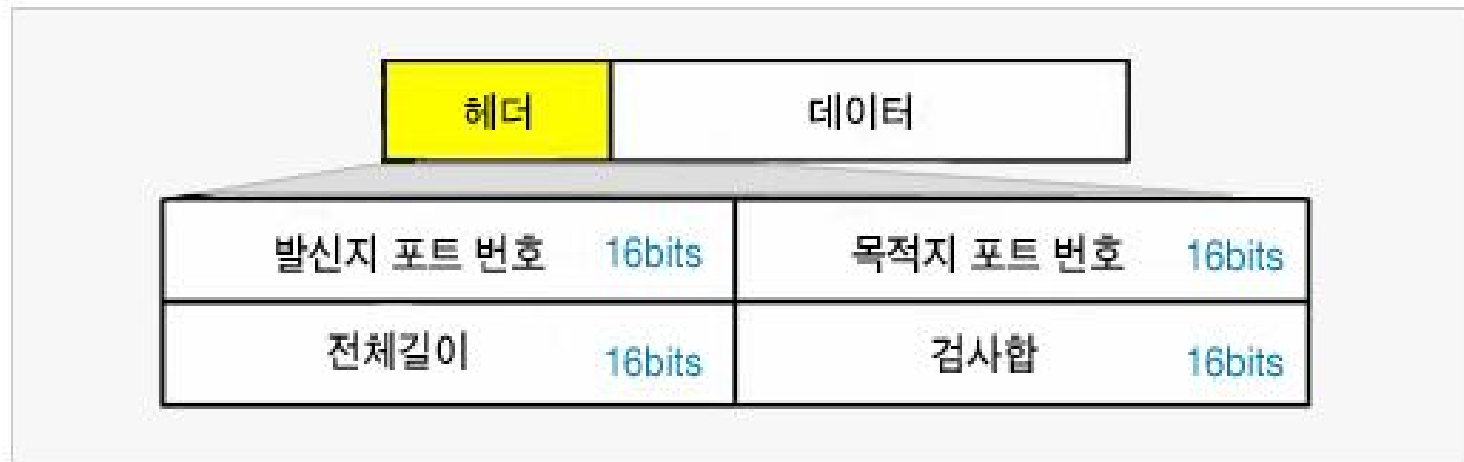 헤더 데이터
발신지 포트 번호 16bits 목적지 포트 번호 16bits
전체길이 16bits 검사합 16bits